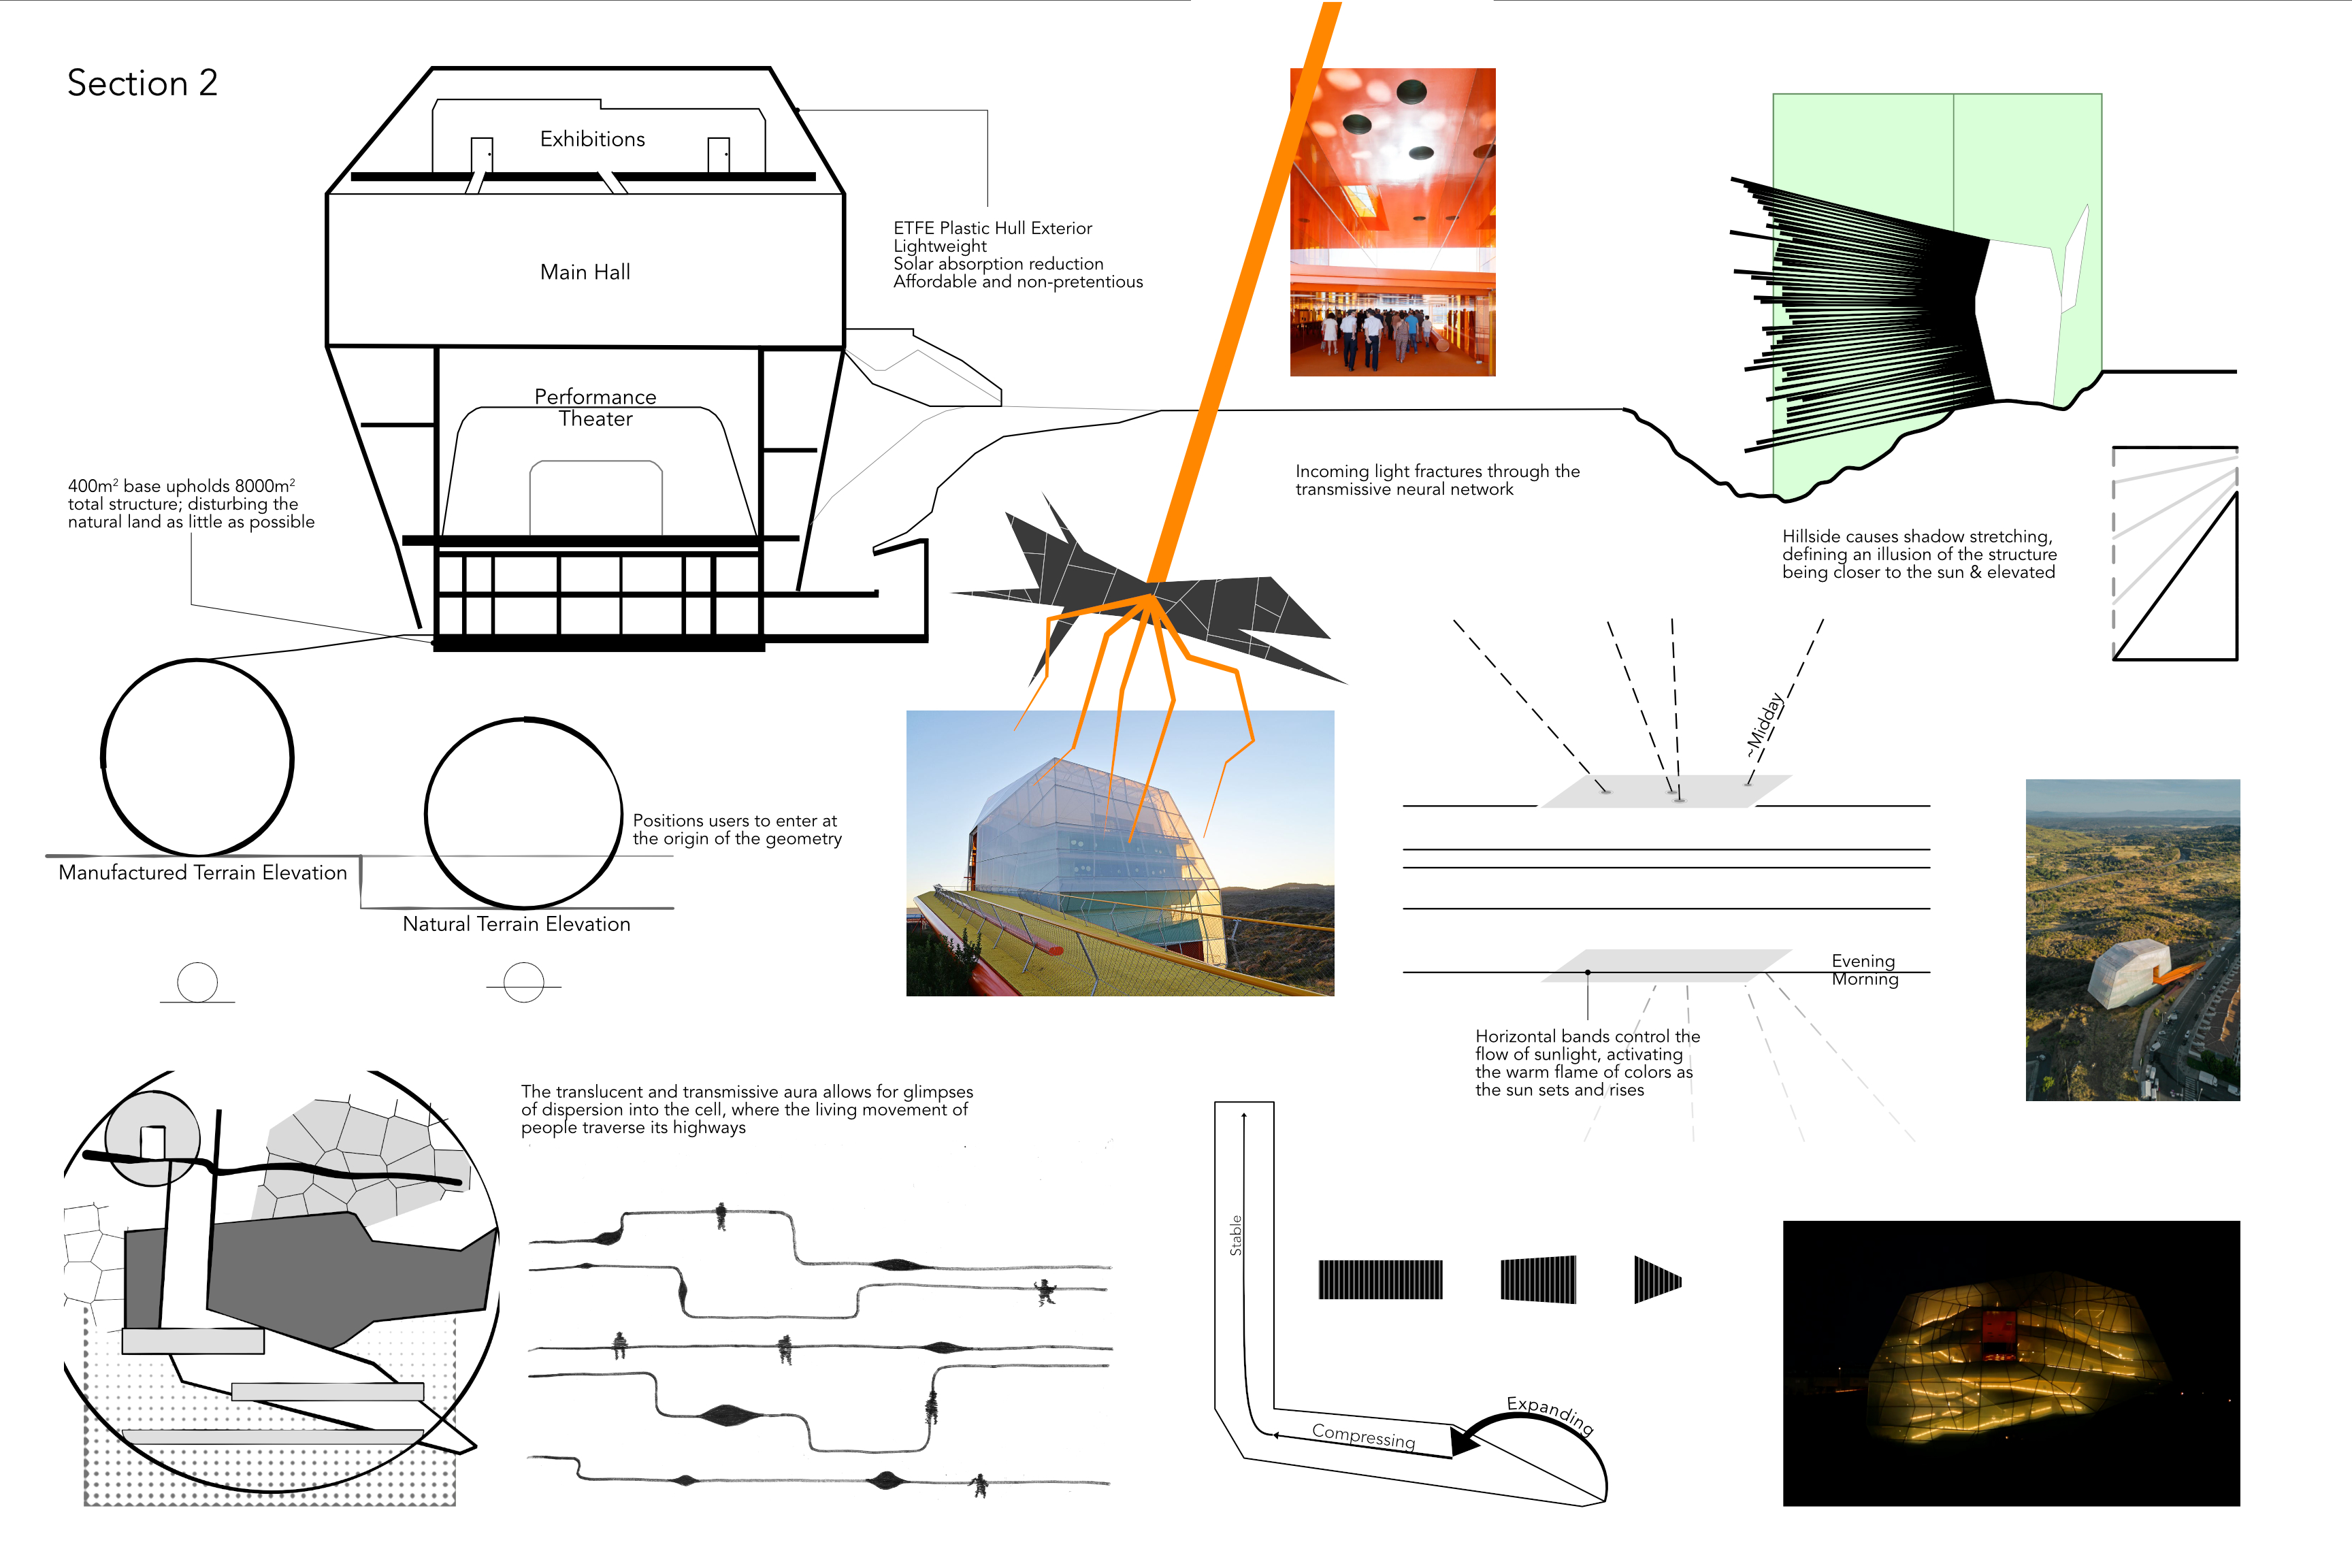 Section 2
Exhibitions
Main Hall
Performance
Theater
ETFE Plastic Hull Exterior
Lightweight
Solar absorption reduction
Affordable and non-pretentious
400m² base upholds 8000m²
total structure; disturbing the
natural land as little as possible
Incoming light fractures through the
transmissive neural network
Hillside causes shadow stretching,
defining an illusion of the structure
being closer to the sun & elevated
~Midday
Positions users to enter at
the origin of the geometry
Manufactured Terrain Elevation
Natural Terrain Elevation
Evening
Morning
Horizontal bands control the
flow of sunlight, activating
the warm flame of colors as
the sun sets and rises
The translucent and transmissive aura allows for glimpses
of dispersion into the cell, where the living movement of
people traverse its highways
Stable
Compressing
Expanding